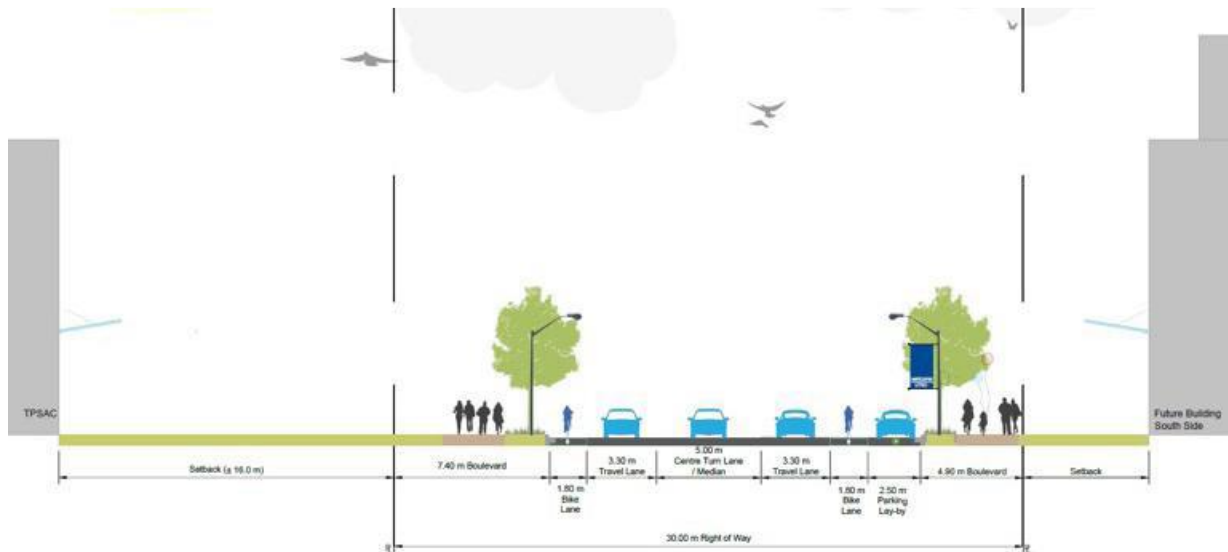 TPSAC
Future Building
South Side
Setback (± 16.0 m)
7.40 m Boulevard
1.80 m
Bike
Lane
3.30 m
Travel Lane
5.00 m
Centre Turn Lane
/ Median
3.30 m
Travel Lane
1.80 m
Bike
Lane
2.50 m
Parking
Lay-by
4.90 m Boulevard
Setback
30.00 m Right of Way